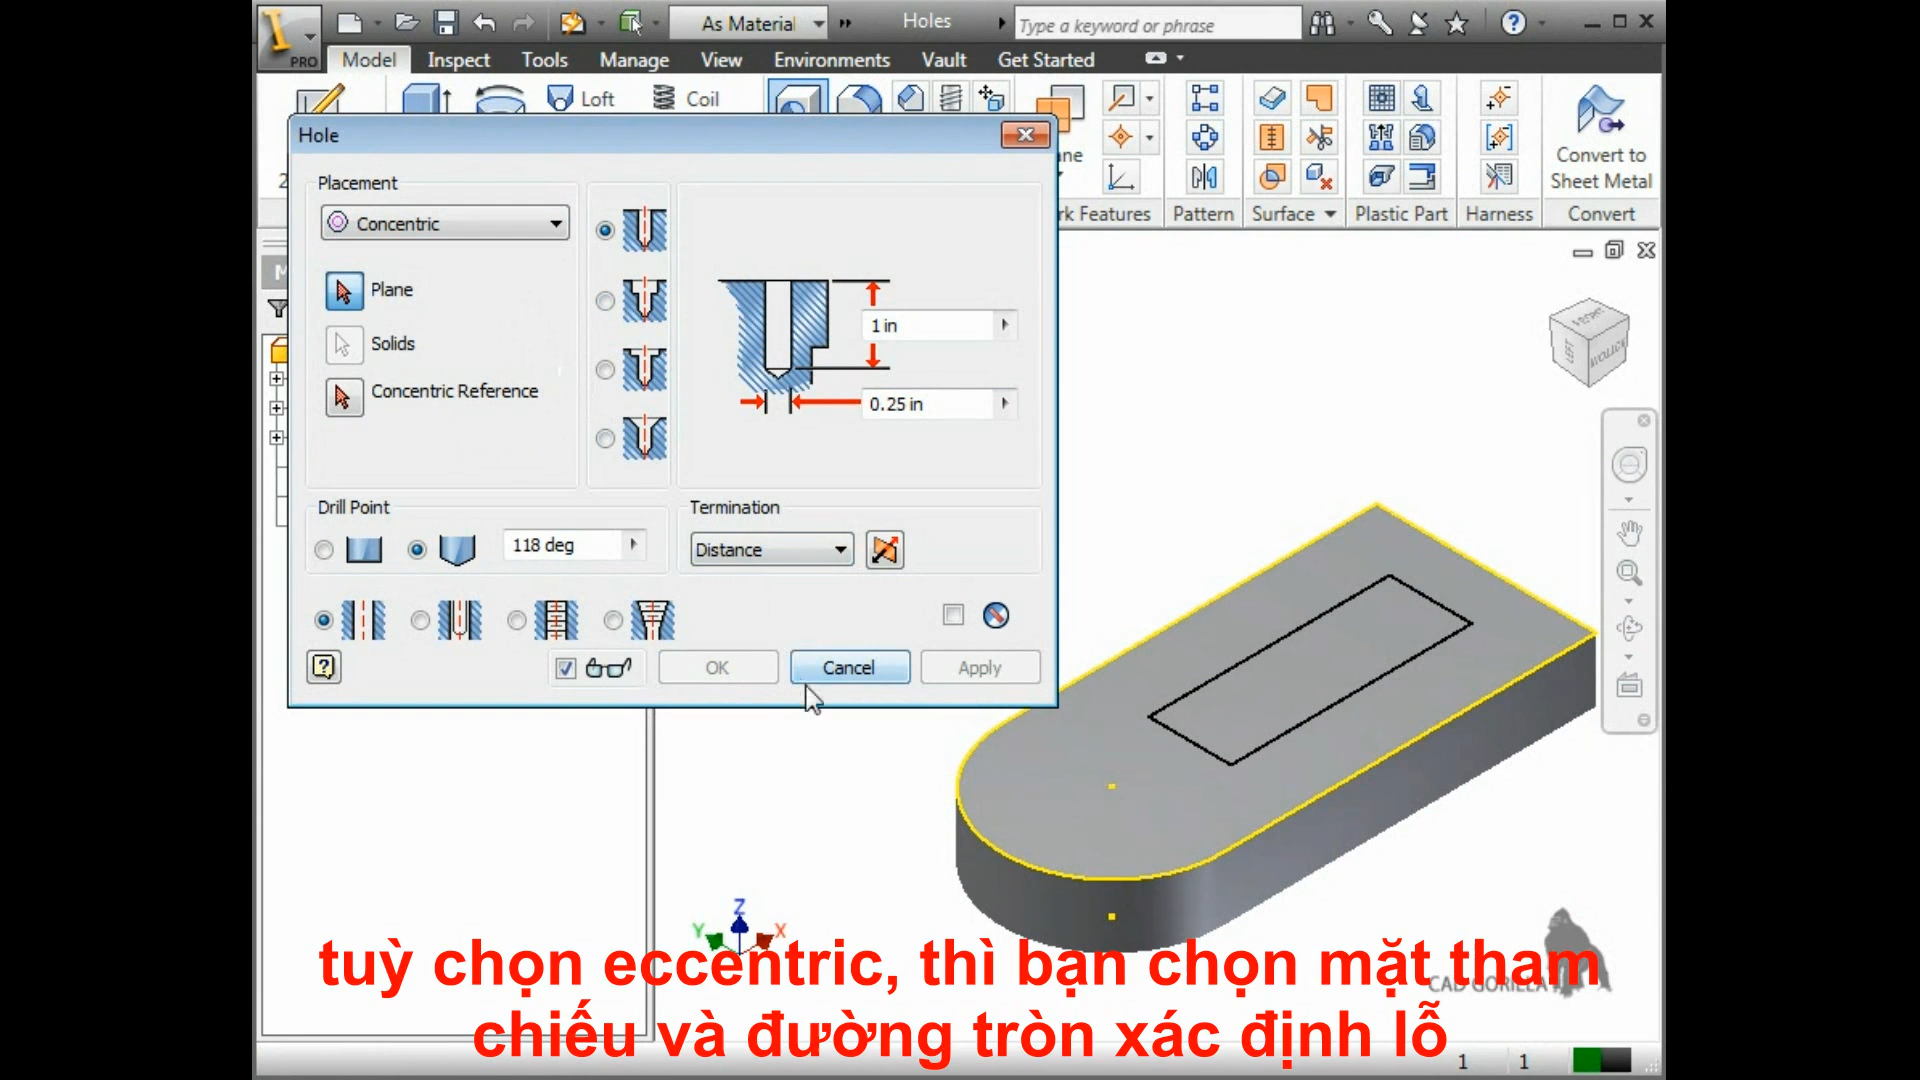 PRO
As Material
Holes
Type a keyword or phrase
Model
Inspect
Tools
Manage
View
Environments
Vault
Get Started
Loft
Coil
Convert to
Sheet Metal
rk Features
Pattern
Surface
Plastic Part
Harness
Convert
Hole
Placement
Concentric
Plane
Solids
Concentric Reference
1 in
0.25 in
Drill Point
118 deg
Termination
Distance
OK
Cancel
Apply
Z
Y
X
CAD GORILLA
tuỳ chọn eccentric, thì bạn chọn mặt tham
chiếu và đường tròn xác định lỗ
1
1